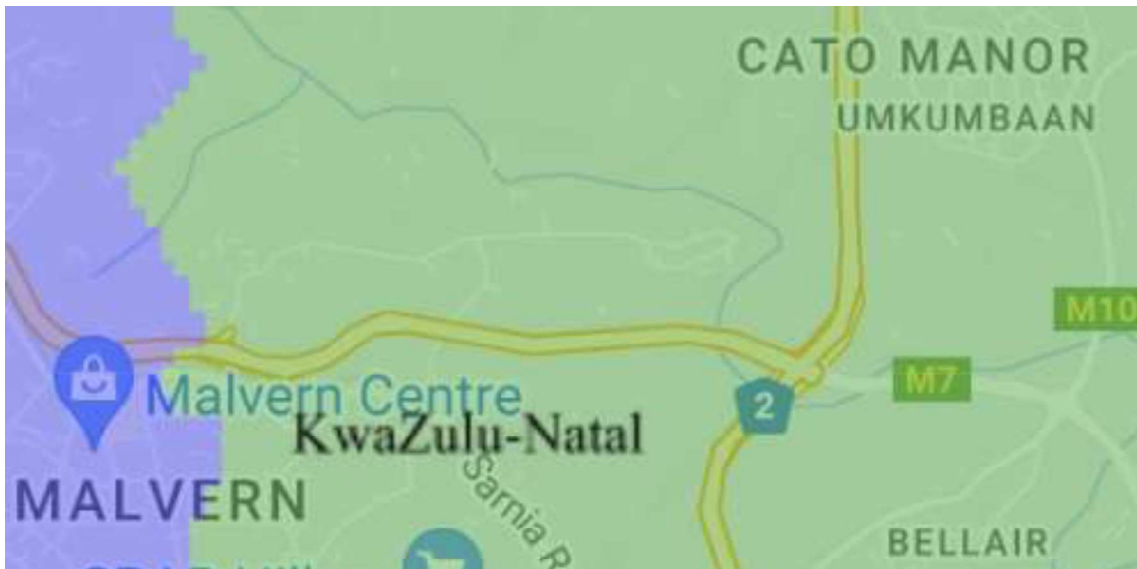 CATO MANOR
UMKUMBAAN
M10
M7
2
Malvern Centre
KwaZulu-Natal
MALVERN
Sarnia R
BELLAIR